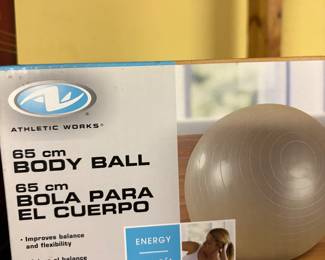 ATHLETIC WORKS®
65 cm
BODY BALL
65 cm
BOLA PARA
EL CUERPO
• Improves balance
and flexibility
ENERGY